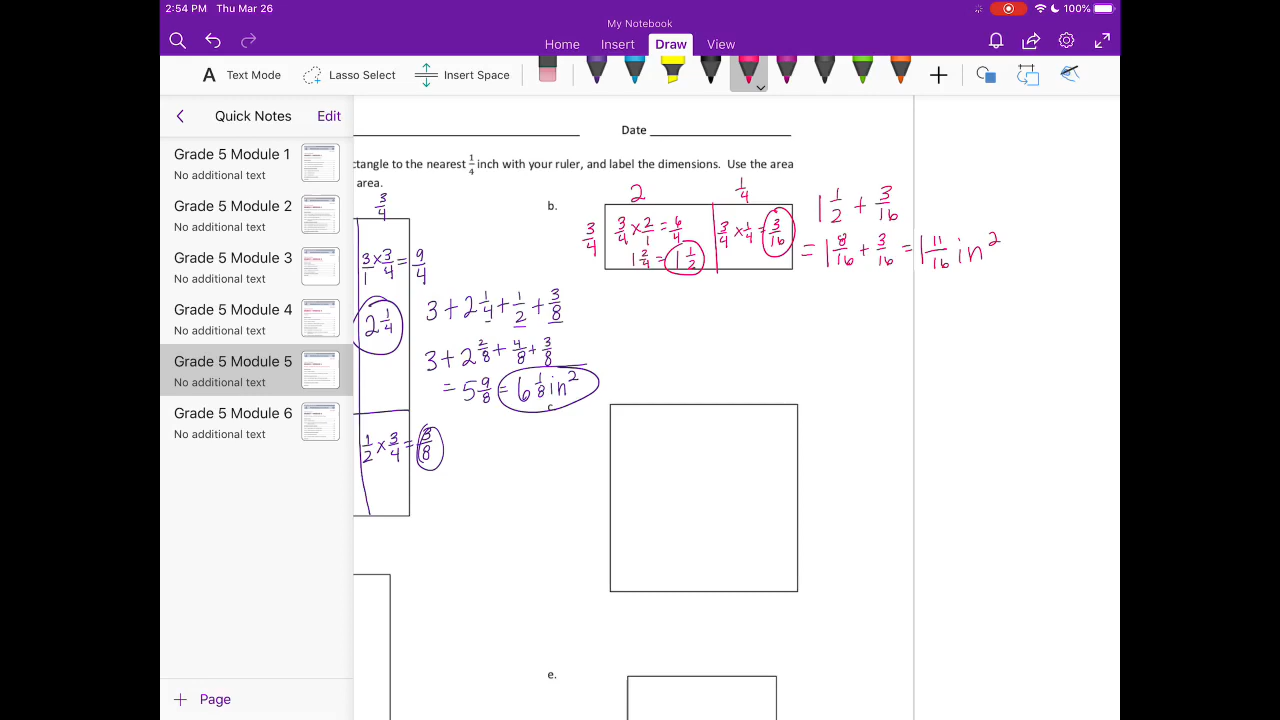 2:54 PM Thu Mar 26
100%
My Notebook
Home Insert Draw View
Text Mode Lasso Select Insert Space
Quick Notes Edit
Grade 5 Module 1
No additional text
Grade 5 Module 2
No additional text
Grade 5 Module 3
No additional text
Grade 5 Module 4
No additional text
Grade 5 Module 5
No additional text
Grade 5 Module 6
No additional text
Page
Date
ctangle to the nearest 1/4 inch with your ruler, and label the dimensions. Use the area
area.
3/4
3/1 x 3/4 = 9/4
2 1/4
1/2 x 3/4 = 3/8
3 + 2 1/4 + 1/2 + 3/8
3 + 2 2/8 + 4/8 + 3/8
= 5 9/8 = 6 1/8 in²
b.
2 1/4
3/4
3/4 x 2/1 = 6/4
1 2/4 = 1 1/2
3/4 x 1/4 = 3/16
1 1/2 + 3/16
= 1 8/16 + 3/16 = 1 11/16 in²
e.